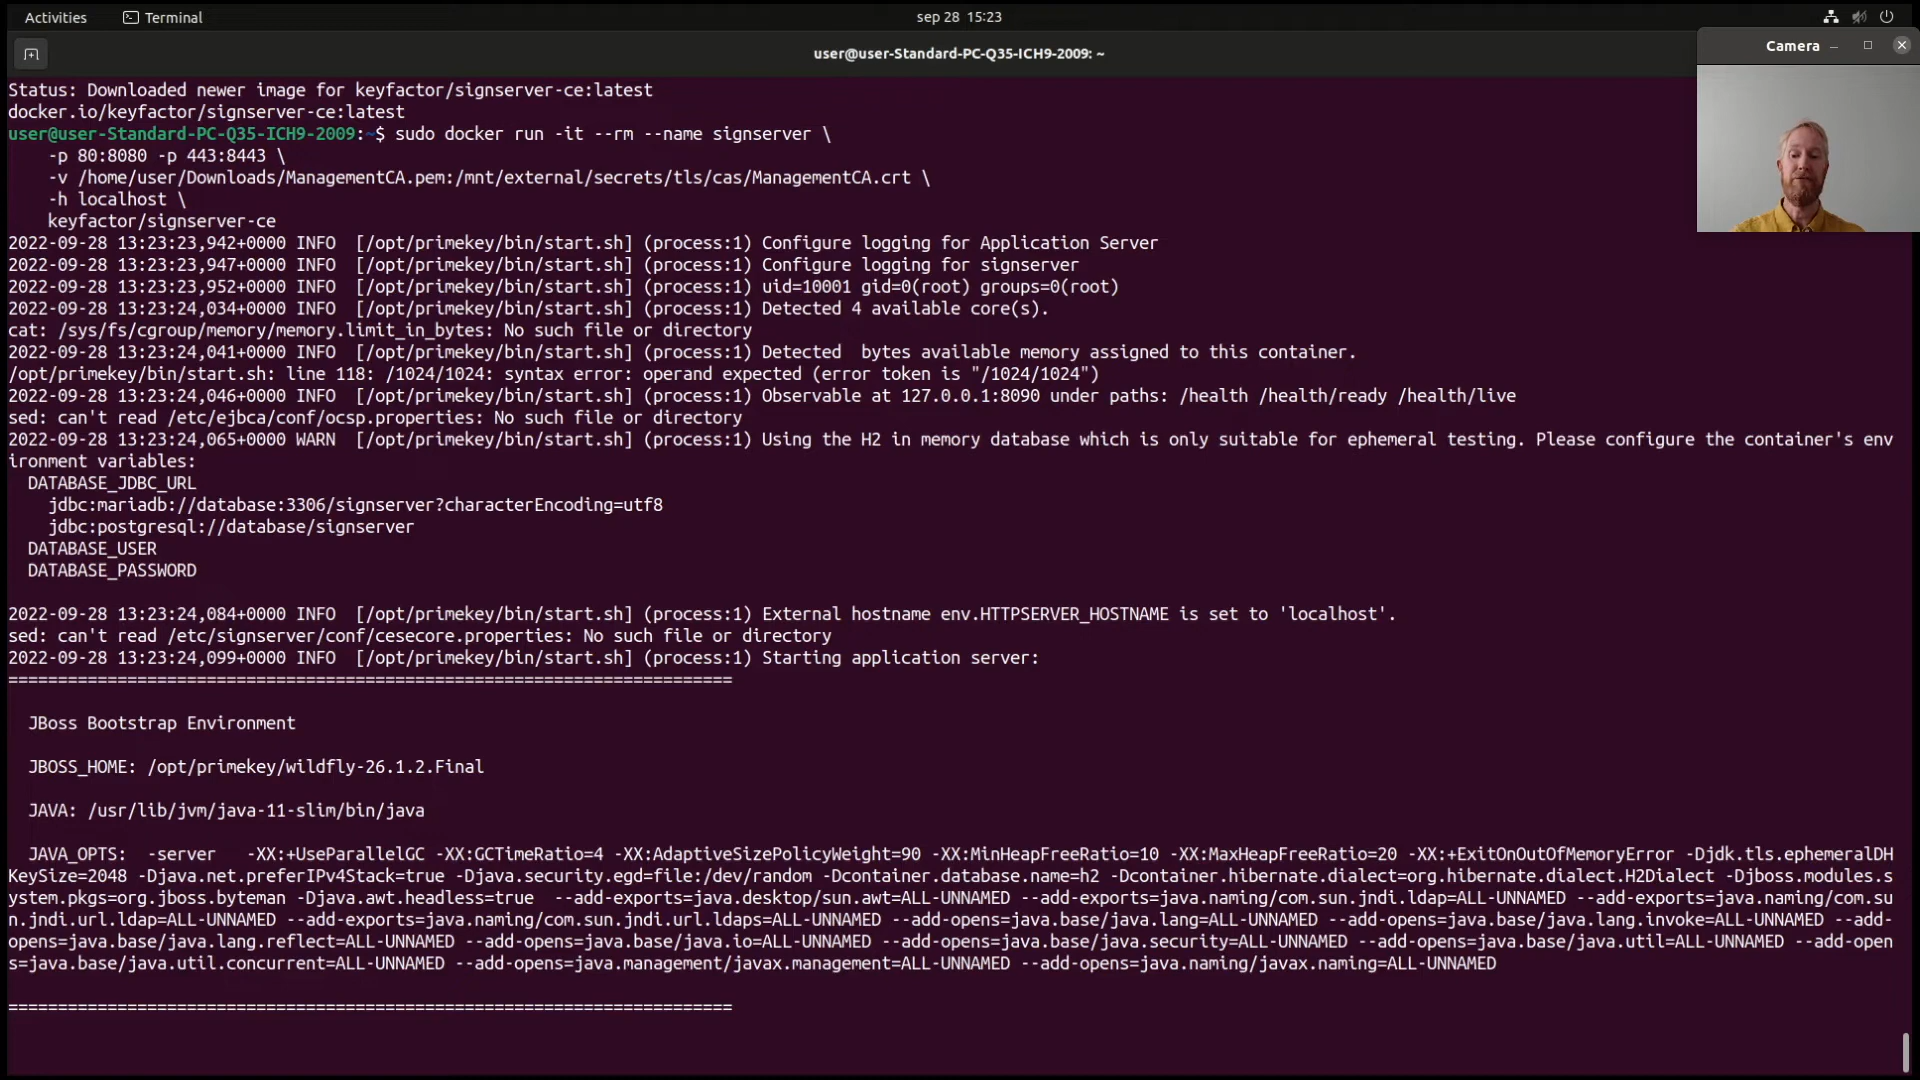 Activities
Terminal
sep 28 15:23
user@user-Standard-PC-Q35-ICH9-2009: ~
Camera
Status: Downloaded newer image for keyfactor/signserver-ce:latest
docker.io/keyfactor/signserver-ce:latest
user@user-Standard-PC-Q35-ICH9-2009:~$ sudo docker run -it --rm --name signserver \
-p 80:8080 -p 443:8443 \
-v /home/user/Downloads/ManagementCA.pem:/mnt/external/secrets/tls/cas/ManagementCA.crt \
-h localhost \
keyfactor/signserver-ce
2022-09-28 13:23:23,942+0000 INFO  [/opt/primekey/bin/start.sh] (process:1) Configure logging for Application Server
2022-09-28 13:23:23,947+0000 INFO  [/opt/primekey/bin/start.sh] (process:1) Configure logging for signserver
2022-09-28 13:23:23,952+0000 INFO  [/opt/primekey/bin/start.sh] (process:1) uid=10001 gid=0(root) groups=0(root)
2022-09-28 13:23:24,034+0000 INFO  [/opt/primekey/bin/start.sh] (process:1) Detected 4 available core(s).
cat: /sys/fs/cgroup/memory/memory.limit_in_bytes: No such file or directory
2022-09-28 13:23:24,041+0000 INFO  [/opt/primekey/bin/start.sh] (process:1) Detected  bytes available memory assigned to this container.
/opt/primekey/bin/start.sh: line 118: /1024/1024: syntax error: operand expected (error token is "/1024/1024")
2022-09-28 13:23:24,046+0000 INFO  [/opt/primekey/bin/start.sh] (process:1) Observable at 127.0.0.1:8090 under paths: /health /health/ready /health/live
sed: can't read /etc/ejbca/conf/ocsp.properties: No such file or directory
2022-09-28 13:23:24,065+0000 WARN  [/opt/primekey/bin/start.sh] (process:1) Using the H2 in memory database which is only suitable for ephemeral testing. Please configure the container's env
ironment variables:
DATABASE_JDBC_URL
jdbc:mariadb://database:3306/signserver?characterEncoding=utf8
jdbc:postgresql://database/signserver
DATABASE_USER
DATABASE_PASSWORD
2022-09-28 13:23:24,084+0000 INFO  [/opt/primekey/bin/start.sh] (process:1) External hostname env.HTTPSERVER_HOSTNAME is set to 'localhost'.
sed: can't read /etc/signserver/conf/cesecore.properties: No such file or directory
2022-09-28 13:23:24,099+0000 INFO  [/opt/primekey/bin/start.sh] (process:1) Starting application server:
=========================================================================
JBoss Bootstrap Environment
JBOSS_HOME: /opt/primekey/wildfly-26.1.2.Final
JAVA: /usr/lib/jvm/java-11-slim/bin/java
JAVA_OPTS:  -server   -XX:+UseParallelGC -XX:GCTimeRatio=4 -XX:AdaptiveSizePolicyWeight=90 -XX:MinHeapFreeRatio=10 -XX:MaxHeapFreeRatio=20 -XX:+ExitOnOutOfMemoryError -Djdk.tls.ephemeralDH
KeySize=2048 -Djava.net.preferIPv4Stack=true -Djava.security.egd=file:/dev/random -Dcontainer.database.name=h2 -Dcontainer.hibernate.dialect=org.hibernate.dialect.H2Dialect -Djboss.modules.s
ystem.pkgs=org.jboss.byteman -Djava.awt.headless=true  --add-exports=java.desktop/sun.awt=ALL-UNNAMED --add-exports=java.naming/com.sun.jndi.ldap=ALL-UNNAMED --add-exports=java.naming/com.su
n.jndi.url.ldap=ALL-UNNAMED --add-exports=java.naming/com.sun.jndi.url.ldaps=ALL-UNNAMED --add-opens=java.base/java.lang=ALL-UNNAMED --add-opens=java.base/java.lang.invoke=ALL-UNNAMED --add-
opens=java.base/java.lang.reflect=ALL-UNNAMED --add-opens=java.base/java.io=ALL-UNNAMED --add-opens=java.base/java.security=ALL-UNNAMED --add-opens=java.base/java.util=ALL-UNNAMED --add-open
s=java.base/java.util.concurrent=ALL-UNNAMED --add-opens=java.management/javax.management=ALL-UNNAMED --add-opens=java.naming/javax.naming=ALL-UNNAMED
=========================================================================